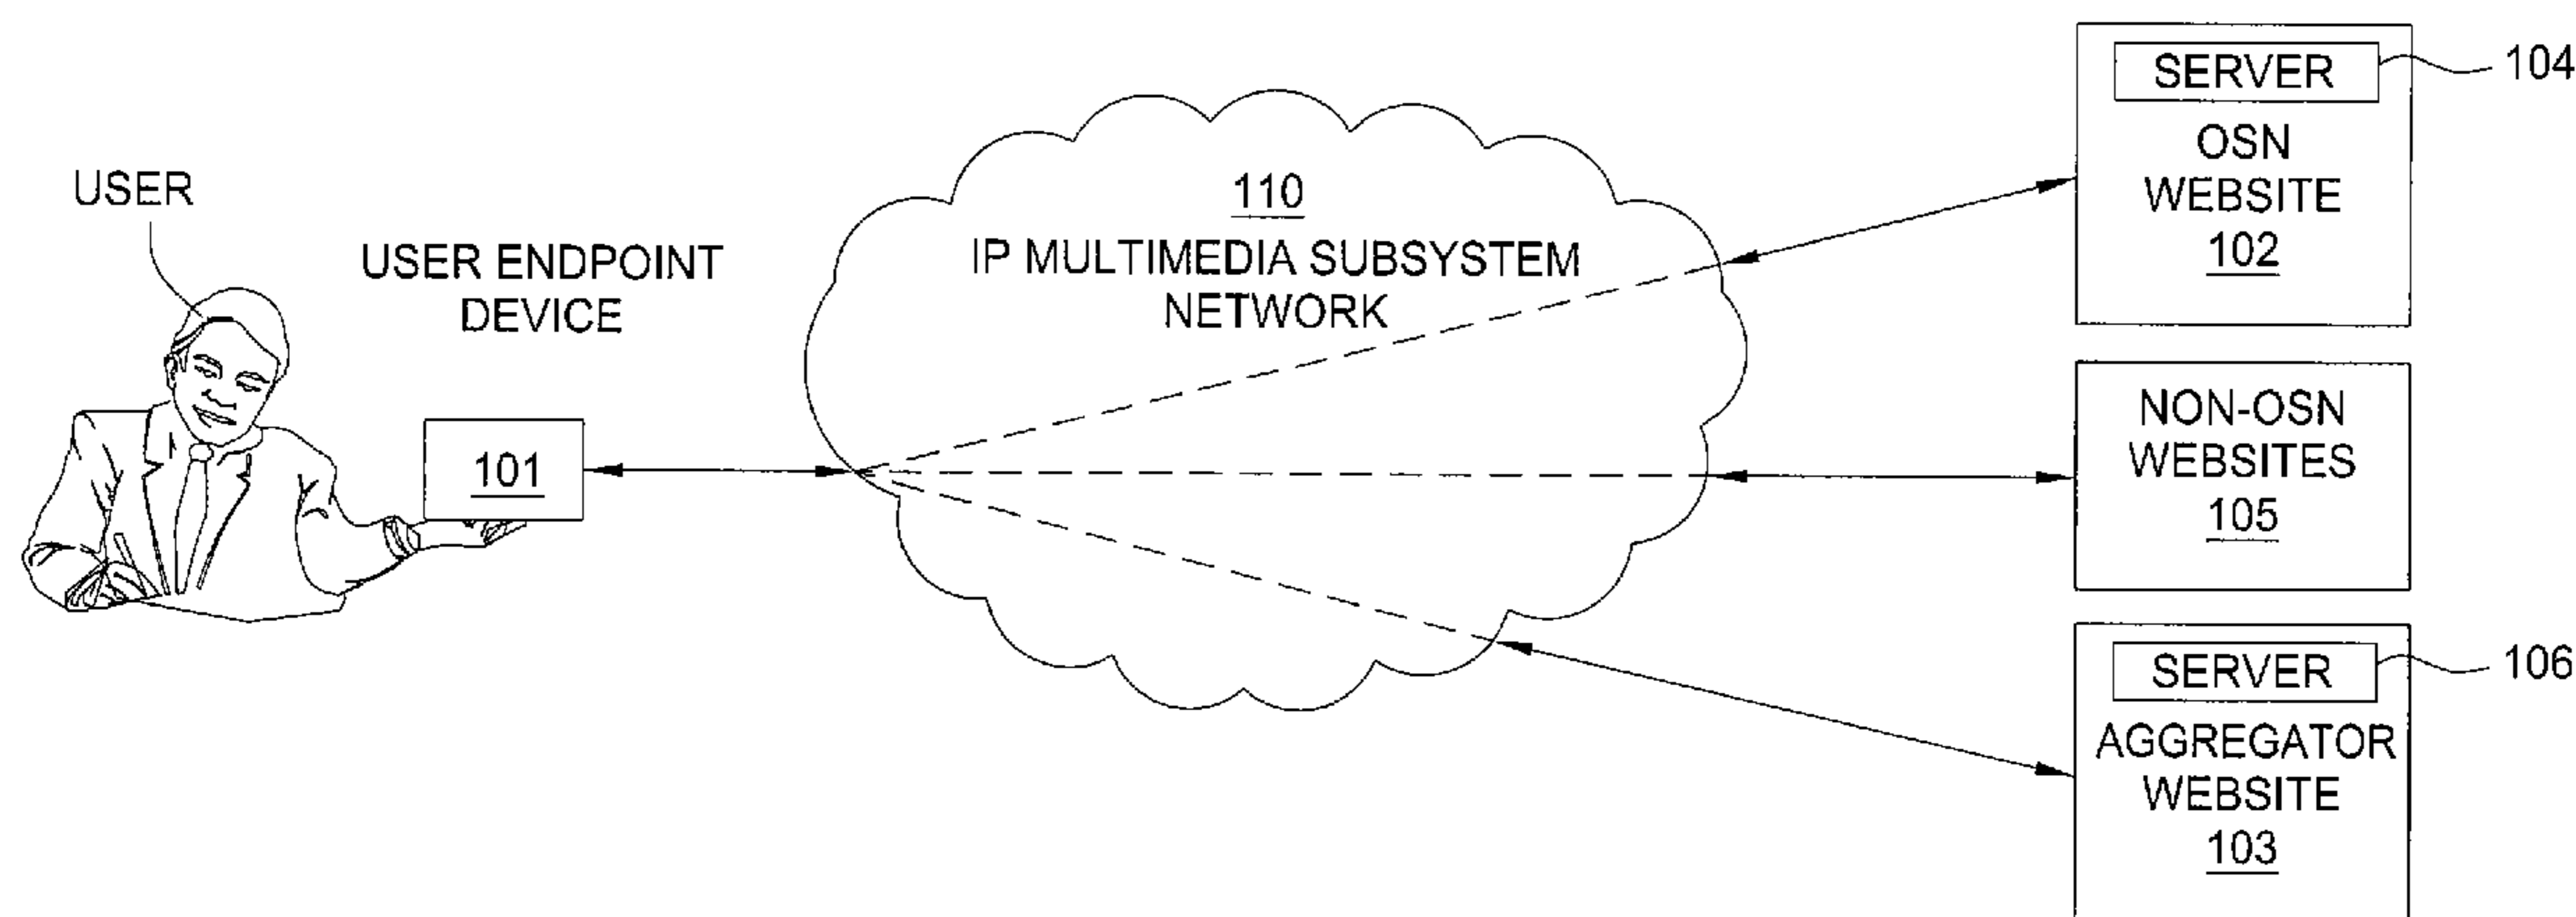 USER
USER ENDPOINT
DEVICE
101
110
IP MULTIMEDIA SUBSYSTEM
NETWORK
SERVER
104
OSN
WEBSITE
102
NON-OSN
WEBSITES
105
SERVER
106
AGGREGATOR
WEBSITE
103